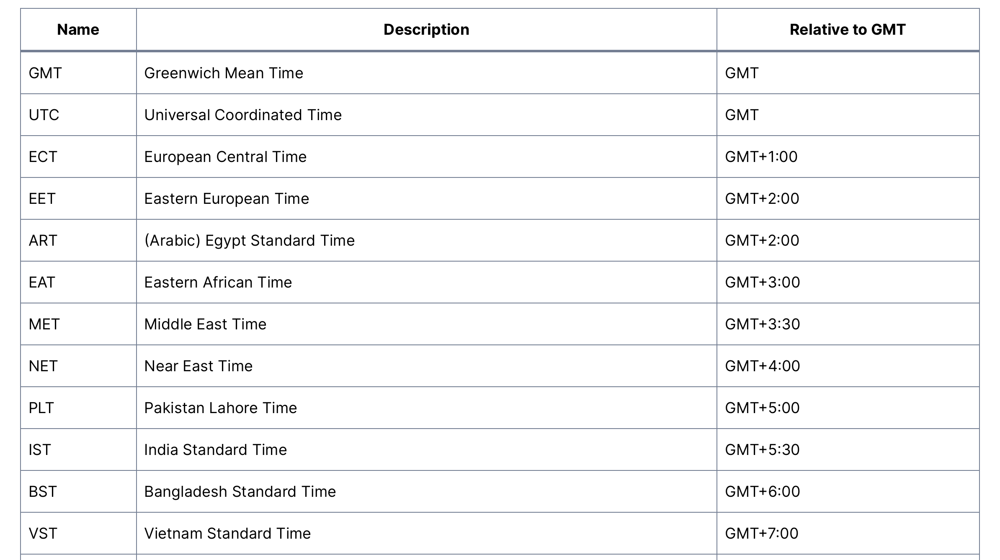 Name Description Relative to GMT
GMT Greenwich Mean Time GMT
UTC Universal Coordinated Time GMT
ECT European Central Time GMT+1:00
EET Eastern European Time GMT+2:00
ART (Arabic) Egypt Standard Time GMT+2:00
EAT Eastern African Time GMT+3:00
MET Middle East Time GMT+3:30
NET Near East Time GMT+4:00
PLT Pakistan Lahore Time GMT+5:00
IST India Standard Time GMT+5:30
BST Bangladesh Standard Time GMT+6:00
VST Vietnam Standard Time GMT+7:00